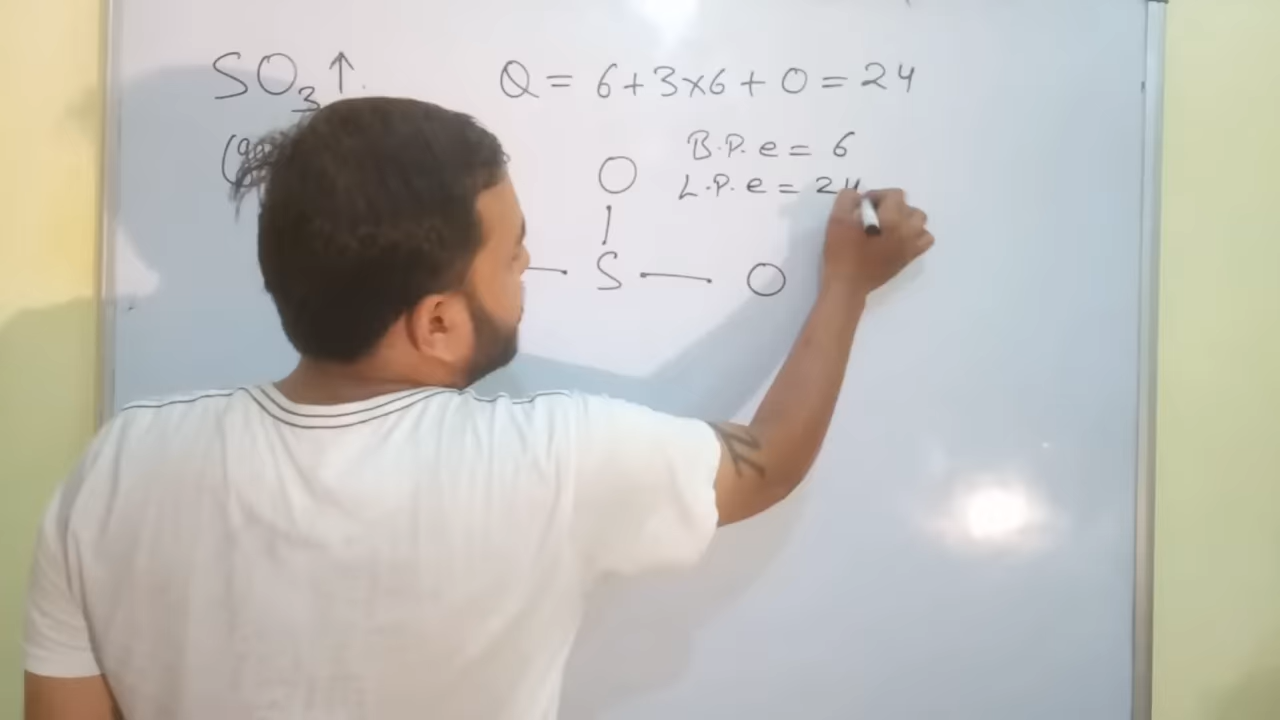 SO₃↑.
Q = 6+3×6+0=24
B.P. e = 6
L.P. e = 24
O
|
— S — O